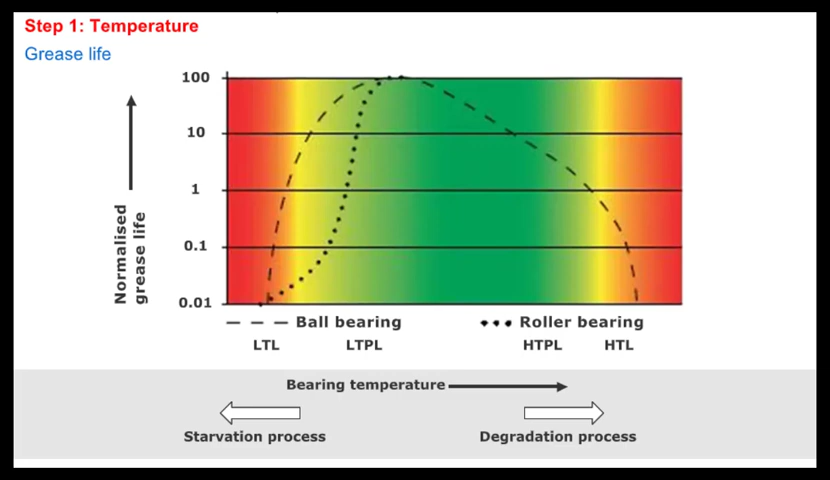 Step 1: Temperature
Grease life
100
10
1
0.1
0.01
Normalised
grease life
Ball bearing
Roller bearing
LTL
LTPL
HTPL
HTL
Bearing temperature
Starvation process
Degradation process